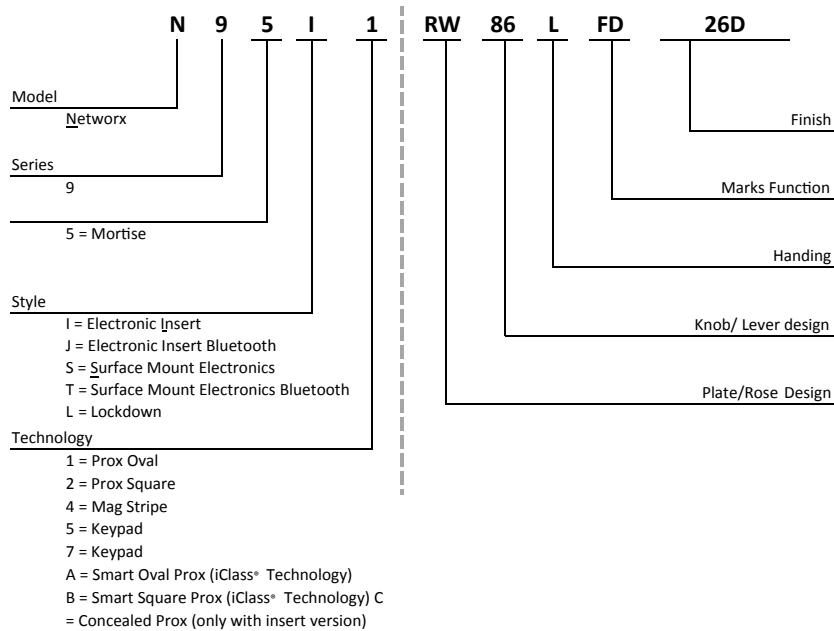 N 9 5 I 1 RW 86 L FD 26D
Model
Networx
Finish
Series
9
Marks Function
5 = Mortise
Handing
Style
I = Electronic Insert
J = Electronic Insert Bluetooth
Knob/ Lever design
S = Surface Mount Electronics
T = Surface Mount Electronics Bluetooth
Plate/Rose Design
L = Lockdown
Technology
1 = Prox Oval
2 = Prox Square
4 = Mag Stripe
5 = Keypad
7 = Keypad
A = Smart Oval Prox (iClass® Technology)
B = Smart Square Prox (iClass® Technology) C
= Concealed Prox (only with insert version)